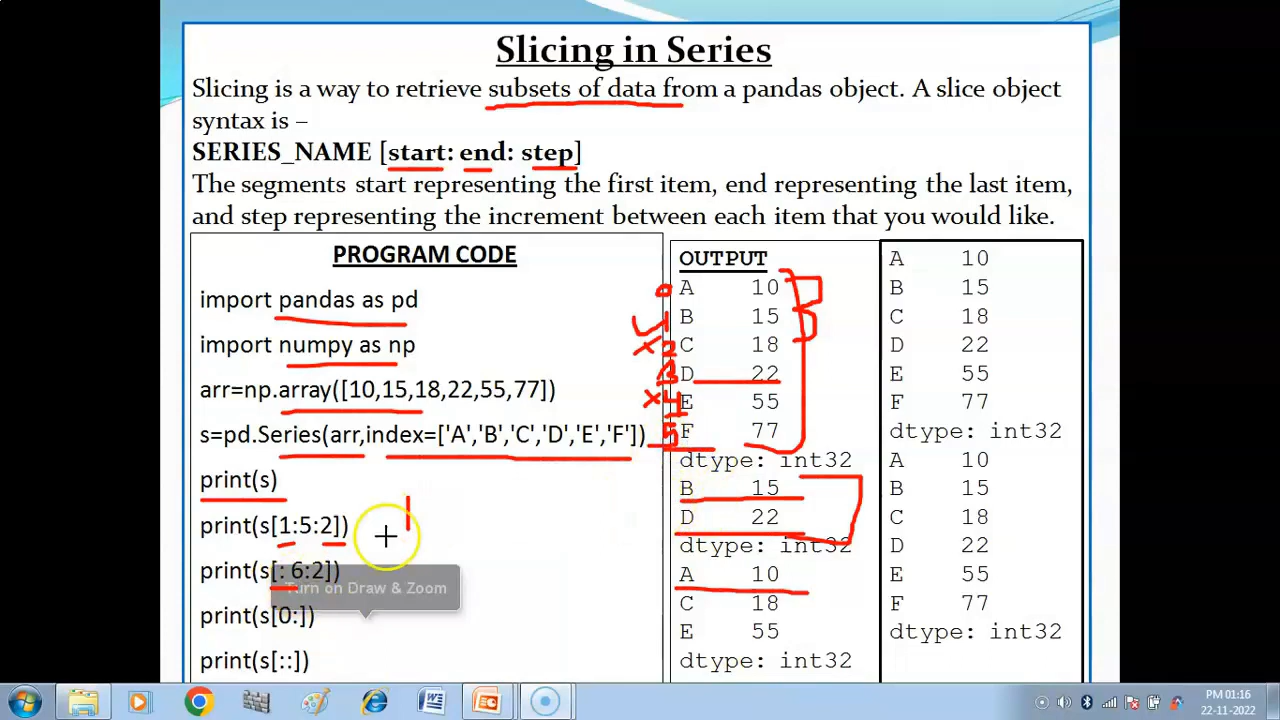 Slicing in Series
Slicing is a way to retrieve subsets of data from a pandas object. A slice object
syntax is –
SERIES_NAME [start: end: step]
The segments start representing the first item, end representing the last item,
and step representing the increment between each item that you would like.
PROGRAM CODE
import pandas as pd
import numpy as np
arr=np.array([10,15,18,22,55,77])
s=pd.Series(arr,index=['A','B','C','D','E','F'])
print(s)
print(s[1:5:2])
print(s[: 6:2])
Turn on Draw & Zoom
print(s[0:])
print(s[::])
OUTPUT
0 A 10
1 B 15
2 C 18
3 D 22
4 E 55
5 F 77
dtype: int32
B 15
D 22
dtype: int32
A 10
C 18
E 55
dtype: int32
A 10
B 15
C 18
D 22
E 55
F 77
dtype: int32
A 10
B 15
C 18
D 22
E 55
F 77
dtype: int32
PM 01:16
22-11-2022